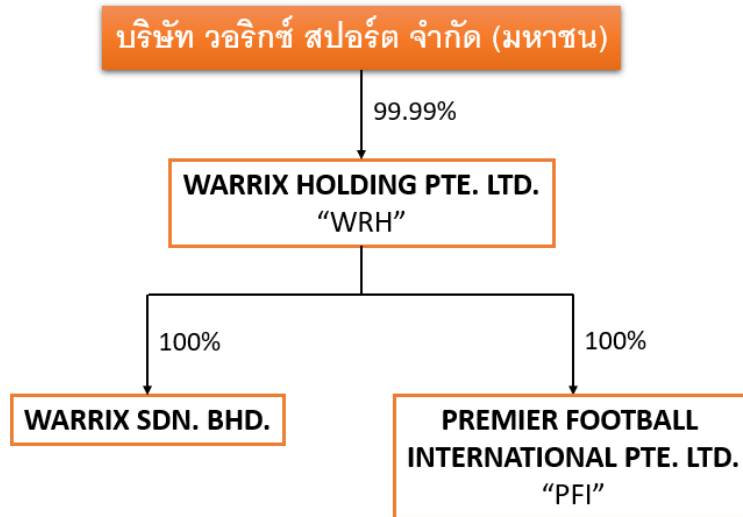 บริษัท วอริกซ์ สปอร์ต จำกัด (มหาชน)
99.99%
WARRIX HOLDING PTE. LTD.
“WRH”
100%
100%
WARRIX SDN. BHD.
PREMIER FOOTBALL
INTERNATIONAL PTE. LTD.
“PFI”